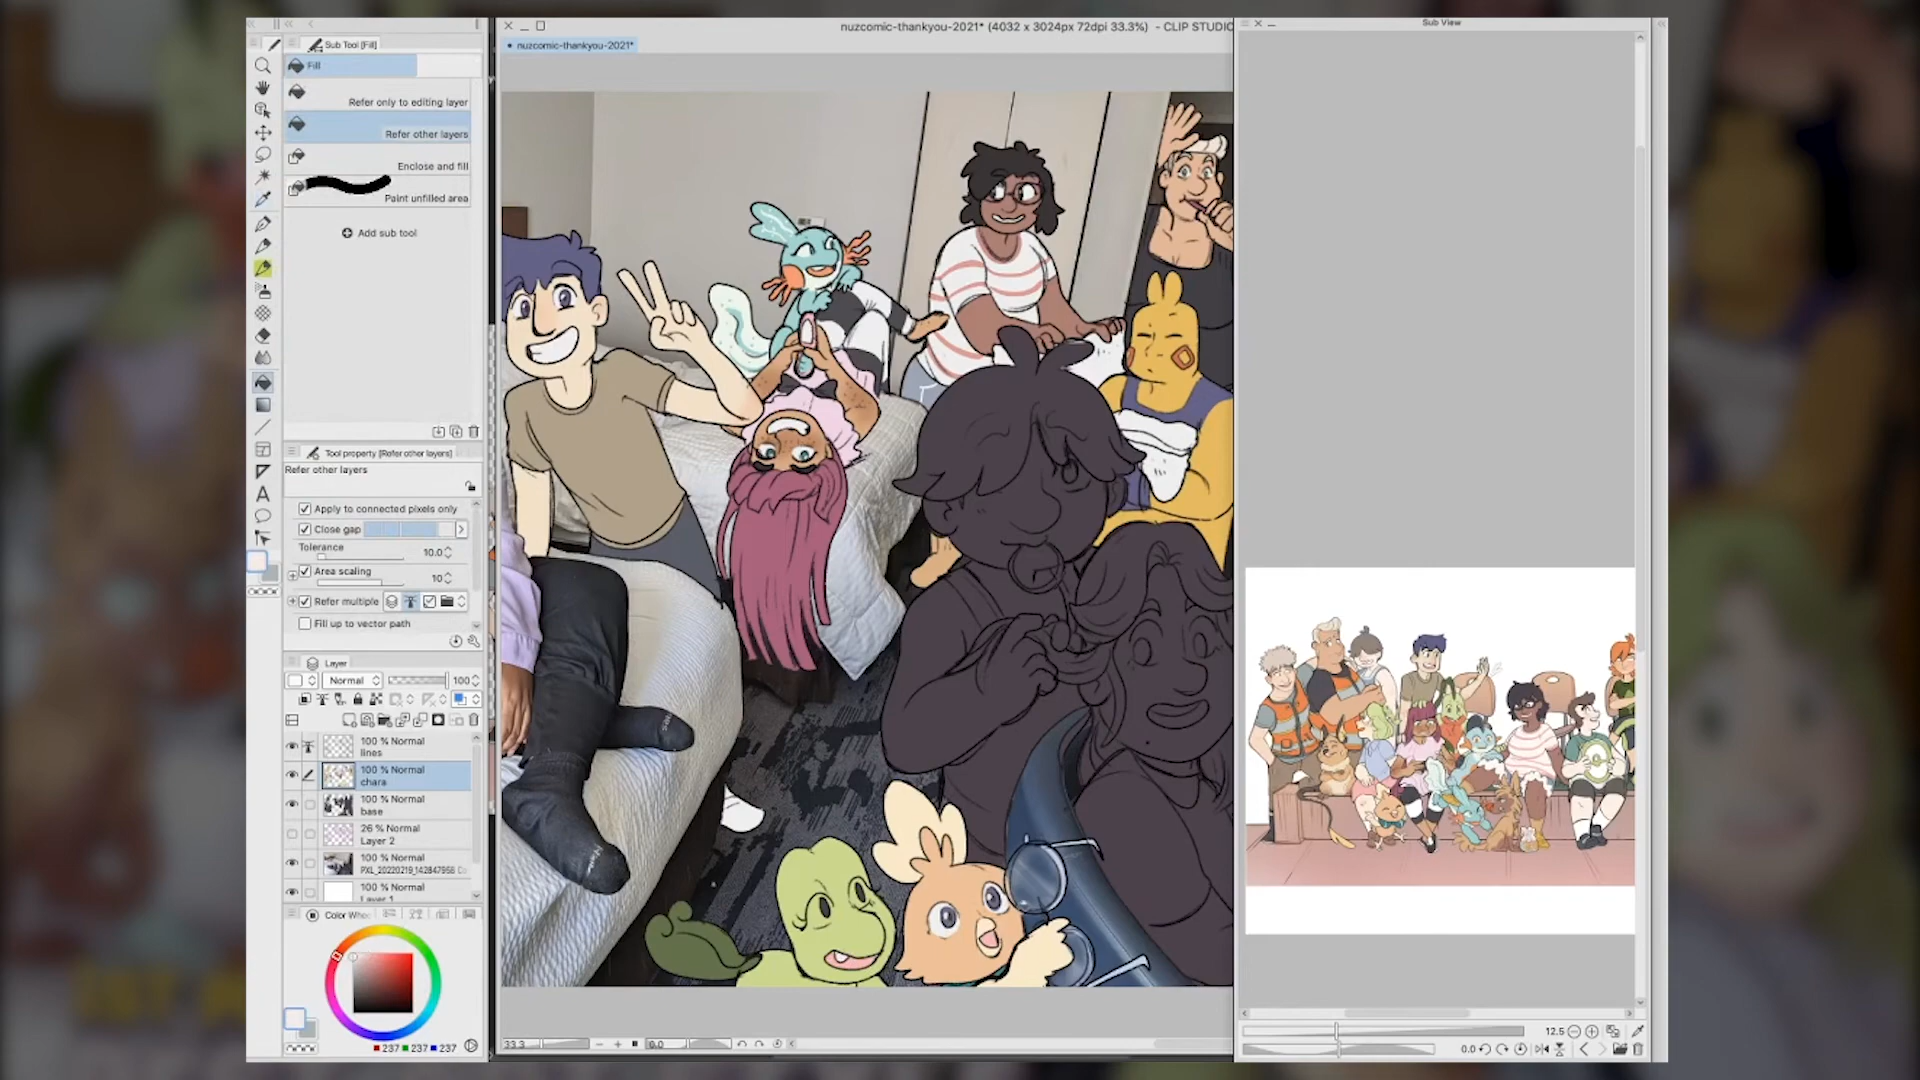 Sub Tool [Fill]
Fill
Refer only to editing layer
Refer other layers
Enclose and fill
Paint unfilled area
Add sub tool
Tool property [Refer other layers]
Refer other layers
Apply to connected pixels only
Close gap
Tolerance
10.0
Area scaling
10
Refer multiple
Fill up to vector path
Layer
Normal
100
100 % Normal
lines
100 % Normal
chara
100 % Normal
base
26 % Normal
Layer 2
100 % Normal
100 % Normal
Layer 1
Color Whee
237 237 237
nuzcomic-thankyou-2021* (4032 x 3024px 72dpi 33.3%) - CLIP STUDIO
nuzcomic-thankyou-2021*
33.3
0.0
Sub View
12.5
0.0